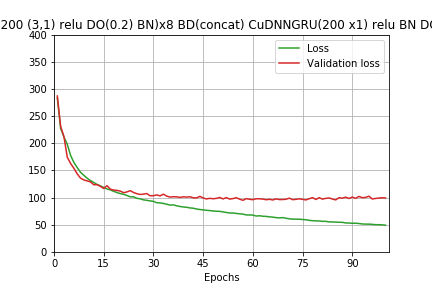 200 (3,1) relu DO(0.2) BN)x8 BD(concat) CuDNNGRU(200 x1) relu BN DO
Loss
Validation loss
400
350
300
250
200
150
100
50
0
0 15 30 45 60 75 90
Epochs